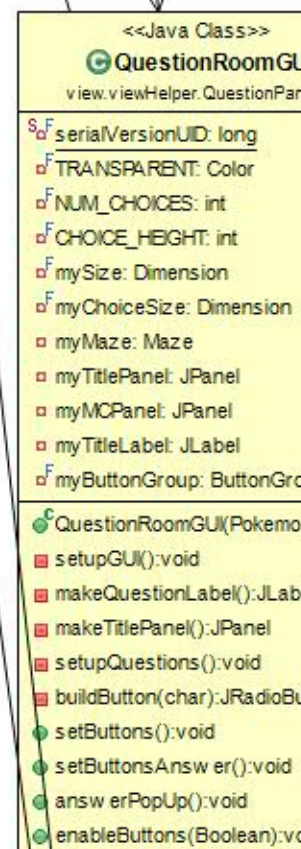 <<Java Class>>
QuestionRoomGU
view.viewHelper.QuestionPan
serialVersionUID: long
TRANSPARENT: Color
NUM_CHOICES: int
CHOICE_HEIGHT: int
mySize: Dimension
myChoiceSize: Dimension
myMaze: Maze
myTitlePanel: JPanel
myMCPanel: JPanel
myTitleLabel: JLabel
myButtonGroup: ButtonGro
QuestionRoomGUI(Pokemo
setupGUI():void
makeQuestionLabel():JLab
makeTitlePanel():JPanel
setupQuestions():void
buildButton(char):JRadioBu
setButtons():void
setButtonsAnswer():void
answerPopUp():void
enableButtons(Boolean):vo